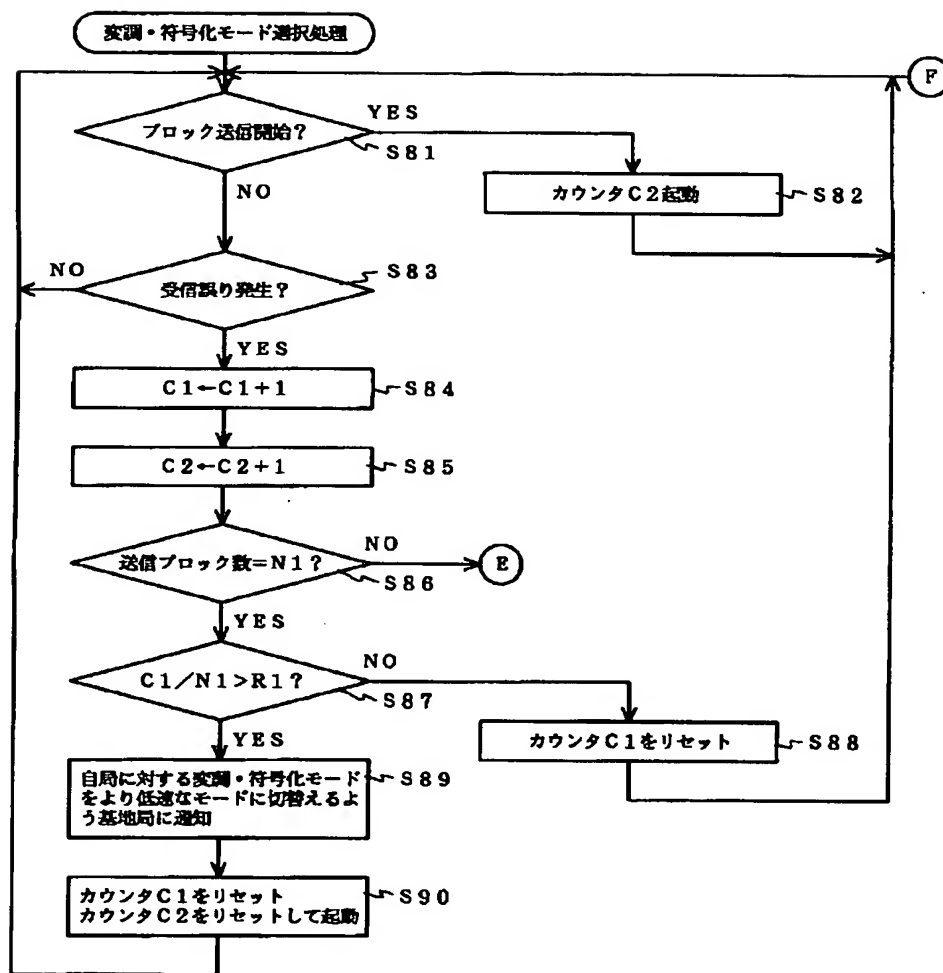 変調・符号化モード選択処理
F
YES
ブロック送信開始?
S81
NO
カウンタC2起動
S82
NO
S83
受信誤り発生?
YES
C1←C1+1
S84
C2←C2+1
S85
NO
送信ブロック数=N1?
E
S86
YES
NO
C1/N1>R1?
S87
カウンタC1をリセット
S88
YES
S89
自局に対する変調・符号化モード
をより低速なモードに切替えるよ
う基地局に通知
カウンタC1をリセット
カウンタC2をリセットして起動
S90